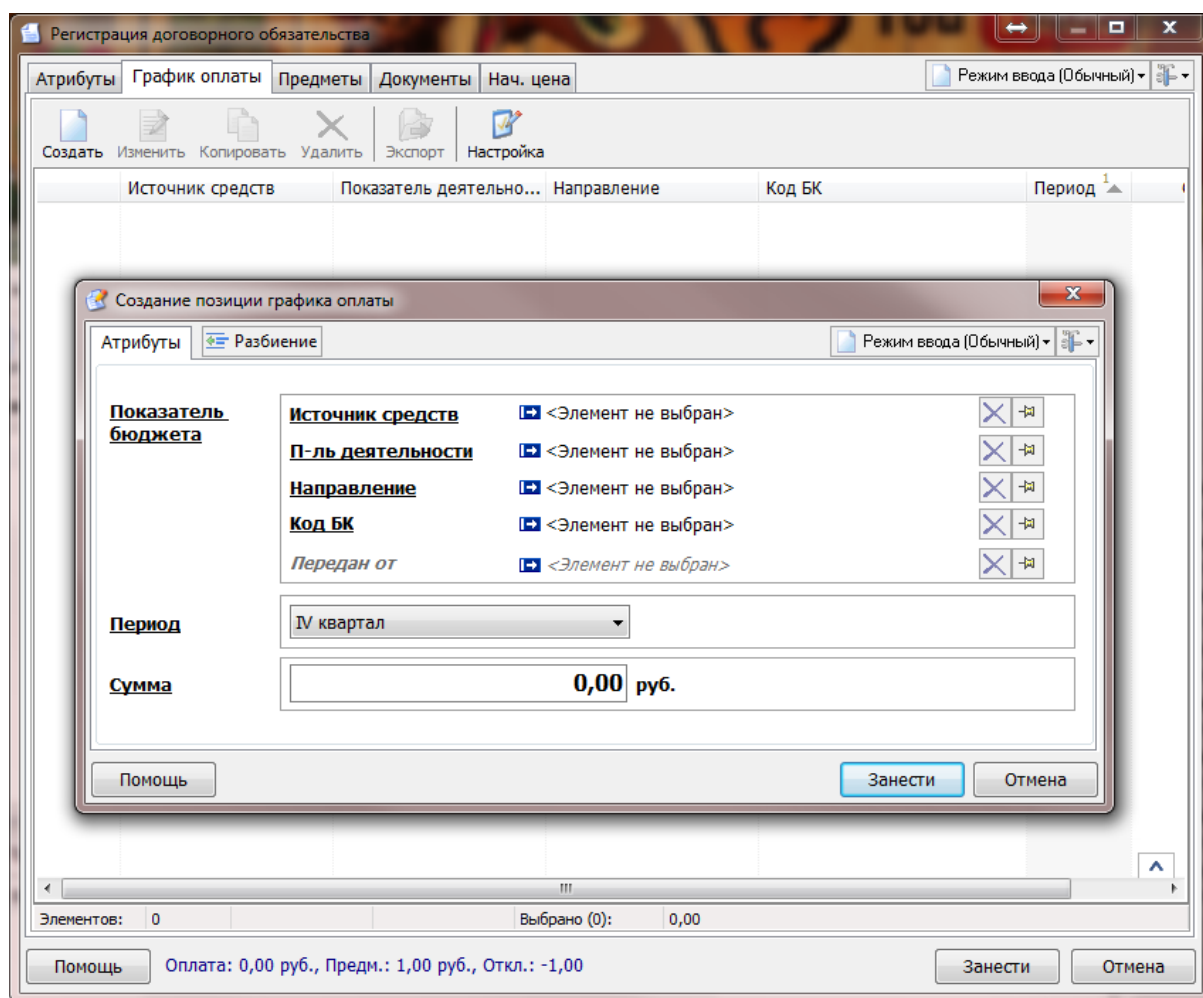 Регистрация договорного обязательства
Атрибуты График оплаты Предметы Документы Нач. цена Режим ввода (Обычный)
Создать Изменить Копировать Удалить Экспорт Настройка
Источник средств Показатель деятельно... Направление Код БК Период 1
Создание позиции графика оплаты
Атрибуты Разбиение Режим ввода (Обычный)
Показатель бюджета
Источник средств <Элемент не выбран>
П-ль деятельности <Элемент не выбран>
Направление <Элемент не выбран>
Код БК <Элемент не выбран>
Передан от <Элемент не выбран>
Период IV квартал
Сумма 0,00 руб.
Помощь Занести Отмена
Элементов: 0 Выбрано (0): 0,00
Помощь Оплата: 0,00 руб., Предм.: 1,00 руб., Откл.: -1,00 Занести Отмена